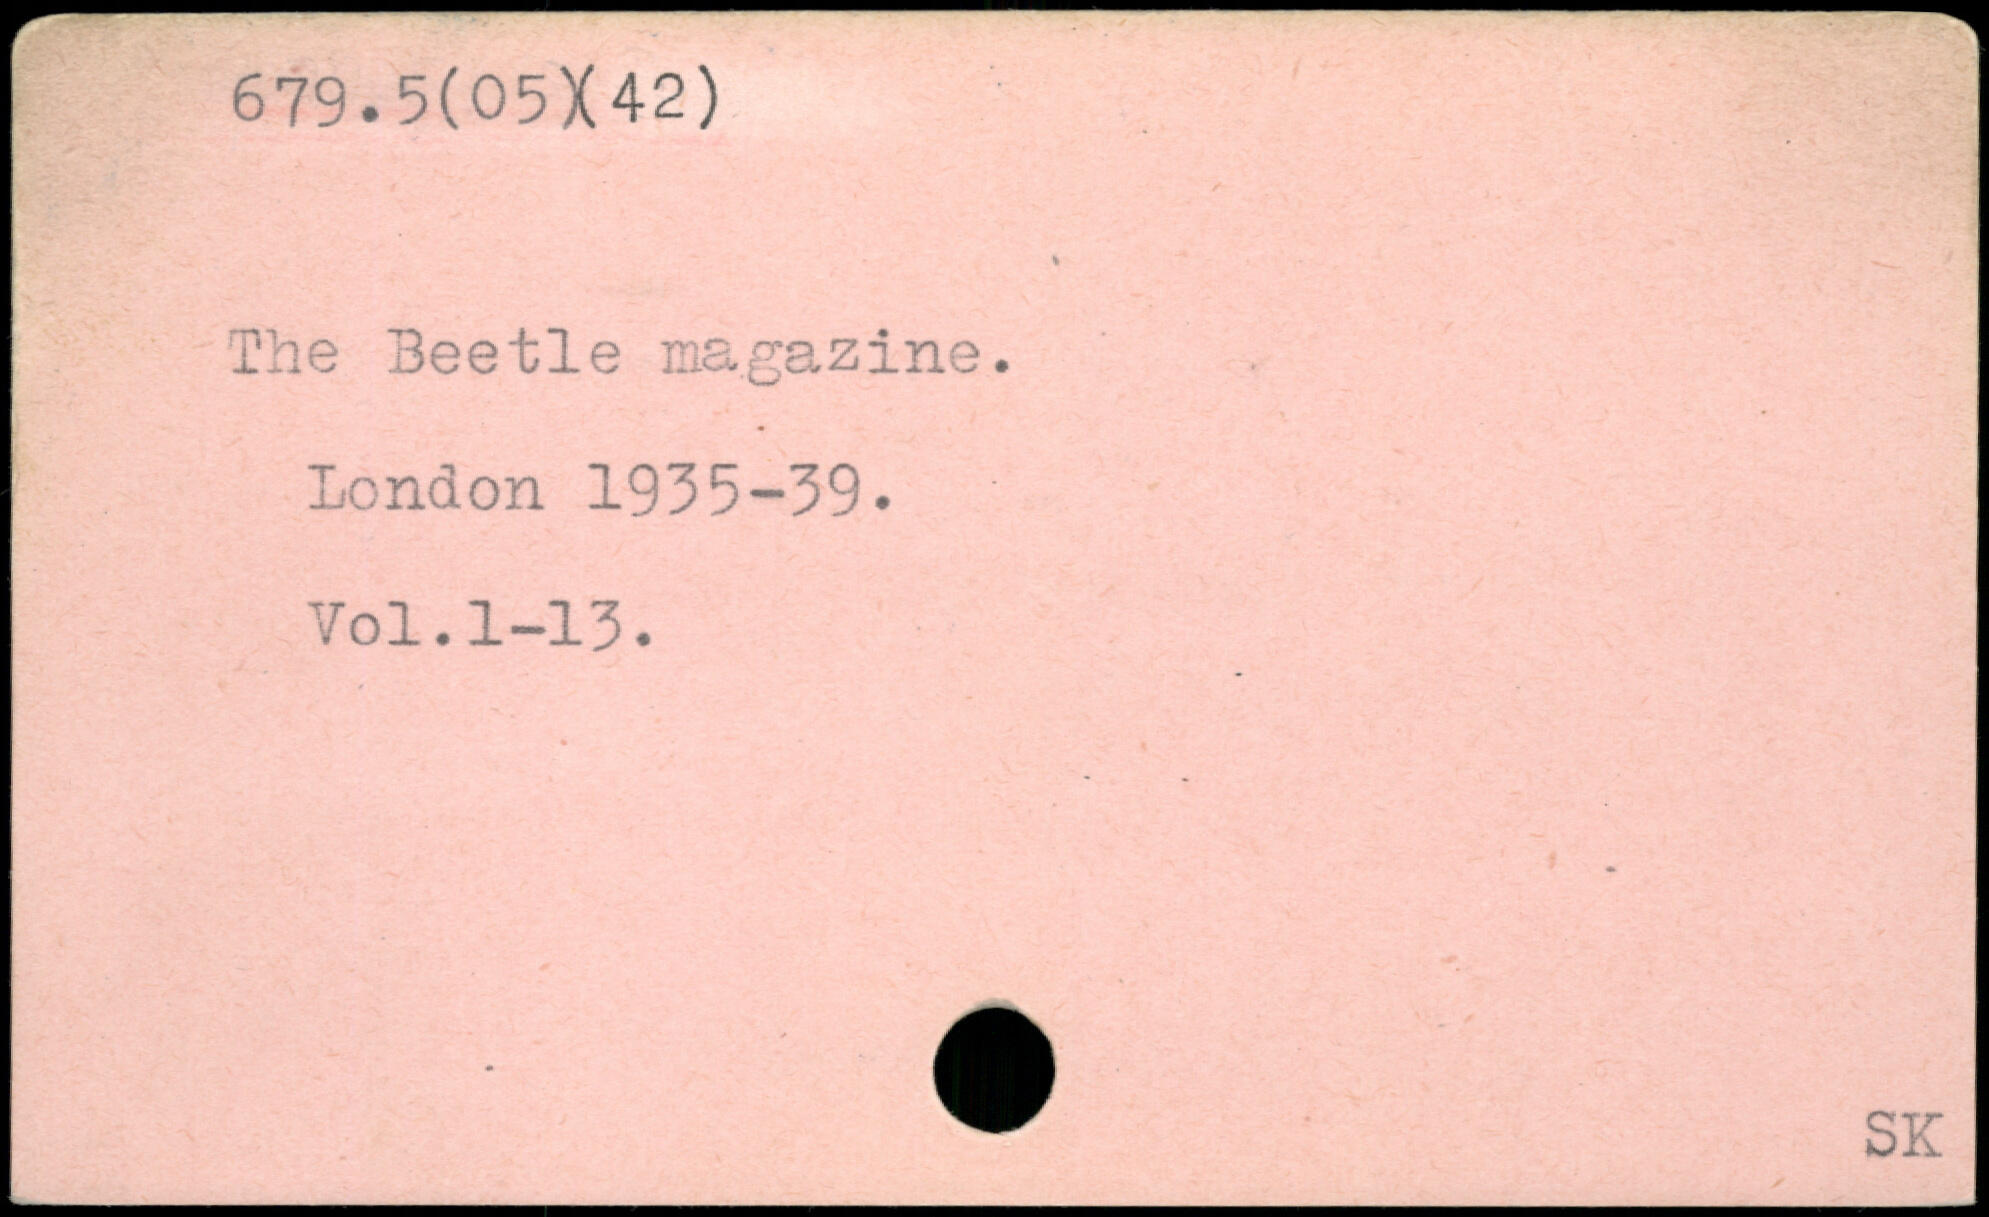 679.5(05)(42)
The Beetle magazine.
London 1935-39.
Vol.1-13.
SK